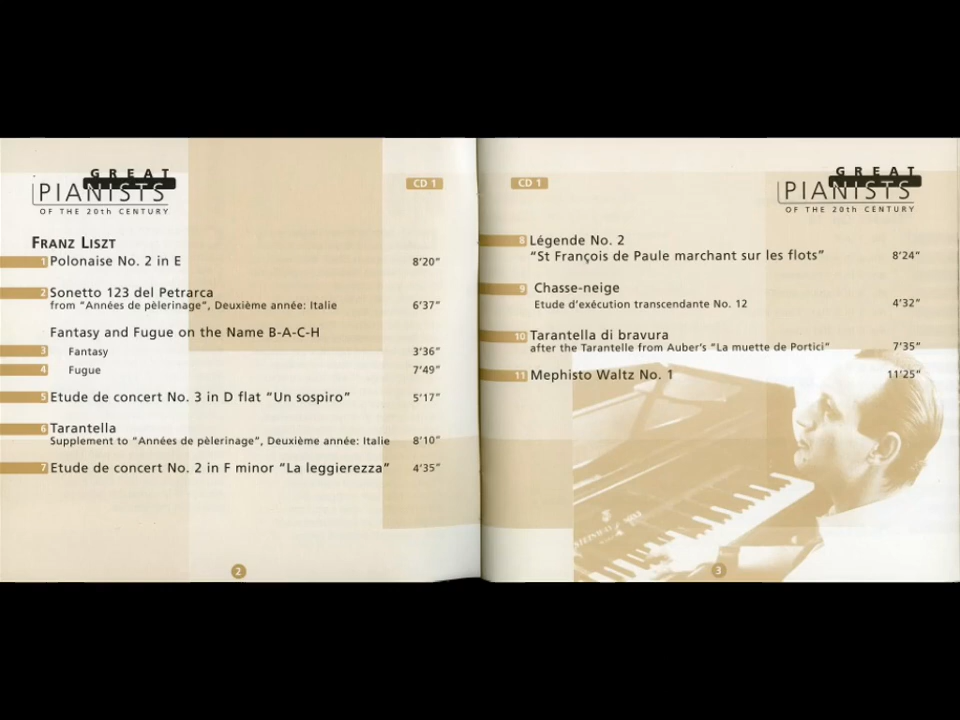 GREAT
PIANISTS
OF THE 20th CENTURY
CD 1
FRANZ LISZT
1 Polonaise No. 2 in E 8'20"
2 Sonetto 123 del Petrarca
from "Années de pèlerinage", Deuxième année: Italie 6'37"
Fantasy and Fugue on the Name B-A-C-H
3 Fantasy 3'36"
4 Fugue 7'49"
5 Etude de concert No. 3 in D flat "Un sospiro" 5'17"
6 Tarantella
Supplement to "Années de pèlerinage", Deuxième année: Italie 8'10"
7 Etude de concert No. 2 in F minor "La leggierezza" 4'35"
2
CD 1
GREAT
PIANISTS
OF THE 20th CENTURY
8 Légende No. 2
"St François de Paule marchant sur les flots" 8'24"
9 Chasse-neige
Etude d'exécution transcendante No. 12 4'32"
10 Tarantella di bravura
after the Tarantelle from Auber's "La muette de Portici" 7'35"
11 Mephisto Waltz No. 1 11'25"
STEINWAY & SONS
3